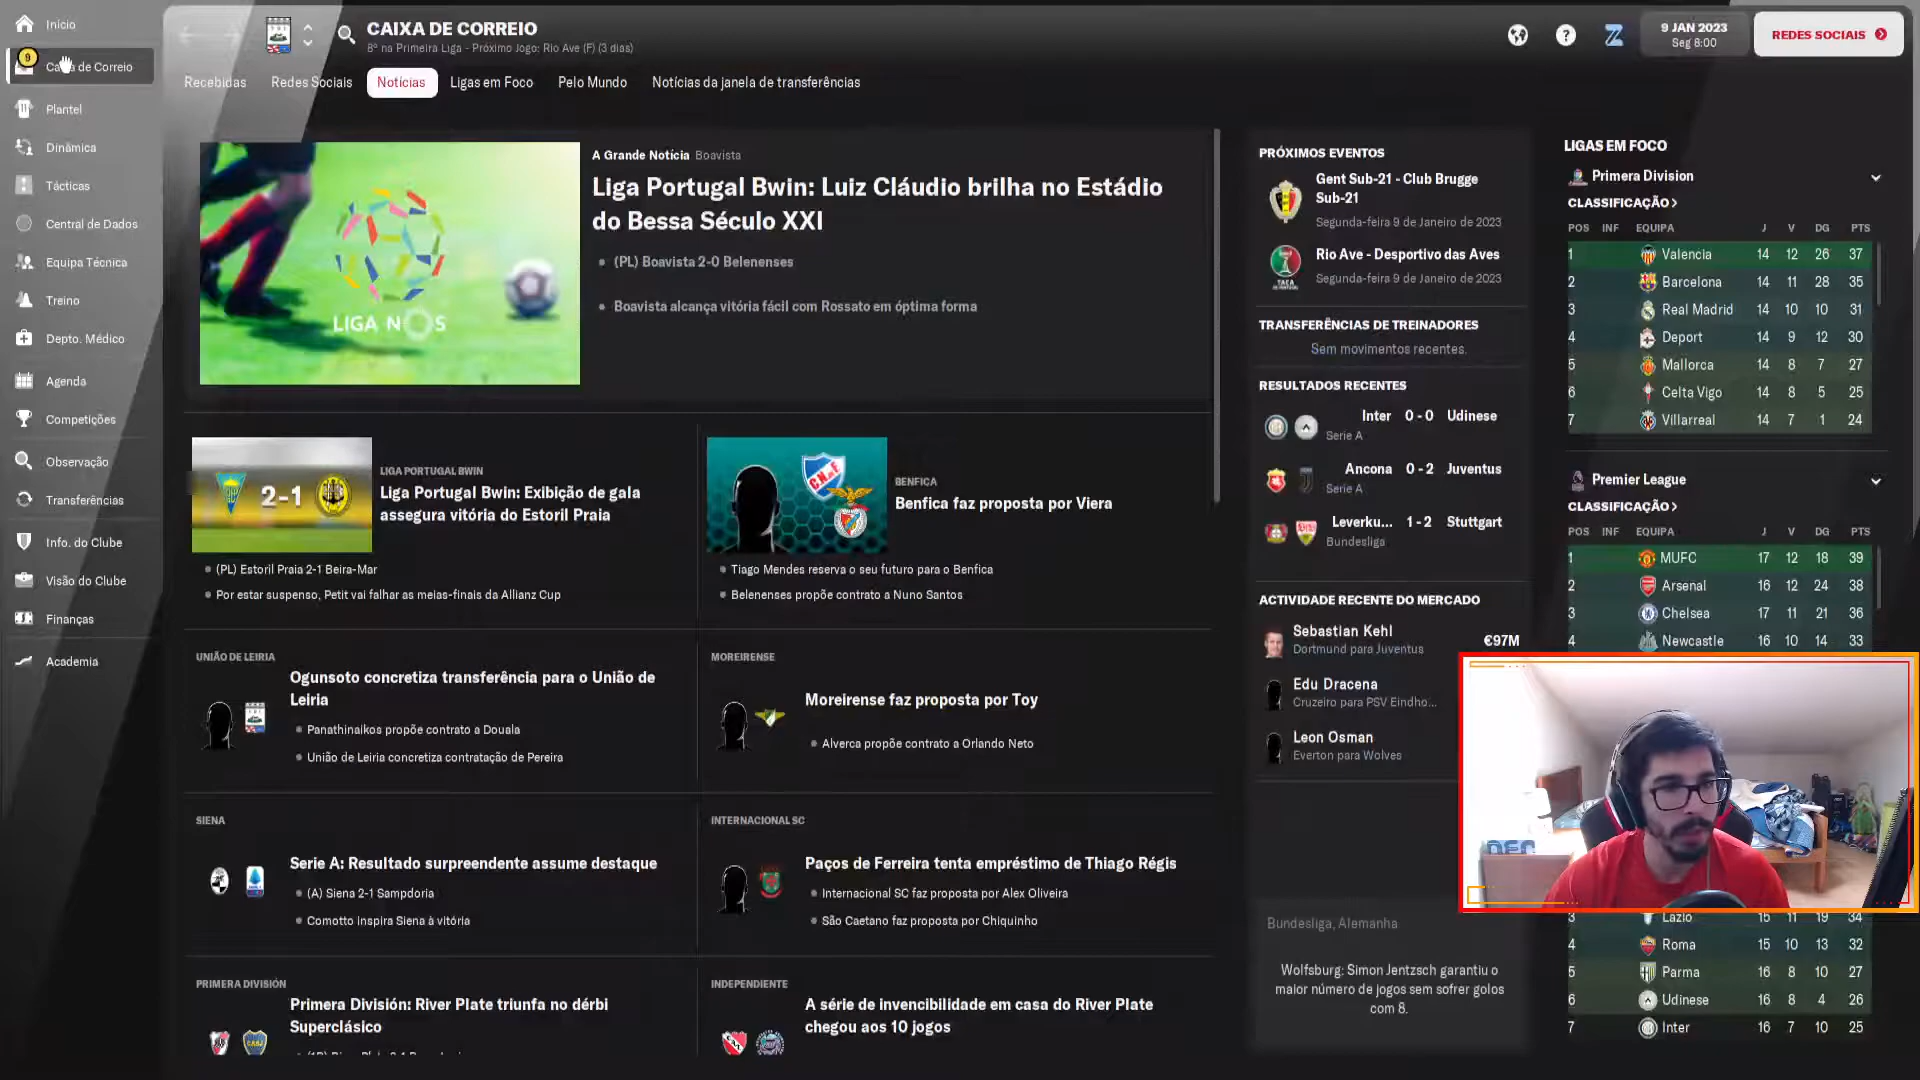 Início
9
Caixa de Correio
Plantel
Dinâmica
Tácticas
Central de Dados
Equipa Técnica
Treino
Depto. Médico
Agenda
Competições
Observação
Transferências
Info. do Clube
Visão do Clube
Finanças
Academia
CAIXA DE CORREIO
8º na Primeira Liga - Próximo Jogo: Rio Ave (F) (3 dias)
9 JAN 2023
Seg 8:00
REDES SOCIAIS
Recebidas Redes Sociais Notícias Ligas em Foco Pelo Mundo Notícias da janela de transferências
LIGA NOS
A Grande Notícia Boavista
Liga Portugal Bwin: Luiz Cláudio brilha no Estádio
do Bessa Século XXI
(PL) Boavista 2-0 Belenenses
Boavista alcança vitória fácil com Rossato em óptima forma
2-1
LIGA PORTUGAL BWIN
Liga Portugal Bwin: Exibição de gala
assegura vitória do Estoril Praia
(PL) Estoril Praia 2-1 Beira-Mar
Por estar suspenso, Petit vai falhar as meias-finais da Allianz Cup
BENFICA
Benfica faz proposta por Viera
Tiago Mendes reserva o seu futuro para o Benfica
Belenenses propõe contrato a Nuno Santos
UNIÃO DE LEIRIA
Ogunsoto concretiza transferência para o União de
Leiria
Panathinaikos propõe contrato a Douala
União de Leiria concretiza contratação de Pereira
MOREIRENSE
Moreirense faz proposta por Toy
Alverca propõe contrato a Orlando Neto
SIENA
Serie A: Resultado surpreendente assume destaque
(A) Siena 2-1 Sampdoria
Comotto inspira Siena à vitória
INTERNACIONAL SC
Paços de Ferreira tenta empréstimo de Thiago Régis
Internacional SC faz proposta por Alex Oliveira
São Caetano faz proposta por Chiquinho
PRIMERA DIVISIÓN
Primera División: River Plate triunfa no dérbi
Superclásico
INDEPENDIENTE
A série de invencibilidade em casa do River Plate
chegou aos 10 jogos
PRÓXIMOS EVENTOS
Gent Sub-21 - Club Brugge
Sub-21
Segunda-feira 9 de Janeiro de 2023
Rio Ave - Desportivo das Aves
Segunda-feira 9 de Janeiro de 2023
TRANSFERÊNCIAS DE TREINADORES
Sem movimentos recentes.
RESULTADOS RECENTES
Inter 0 - 0 Udinese
Serie A
Ancona 0 - 2 Juventus
Serie A
Leverku... 1 - 2 Stuttgart
Bundesliga
ACTIVIDADE RECENTE DO MERCADO
Sebastian Kehl €97M
Dortmund para Juventus
Edu Dracena
Cruzeiro para PSV Eindho...
Leon Osman
Everton para Wolves
Bundesliga, Alemanha
Wolfsburg: Simon Jentzsch garantiu o
maior número de jogos sem sofrer golos
com 8.
LIGAS EM FOCO
Primera Division
CLASSIFICAÇÃO
POS INF EQUIPA J V DG PTS
1 Valencia 14 12 26 37
2 Barcelona 14 11 28 35
3 Real Madrid 14 10 10 31
4 Deport 14 9 12 30
5 Mallorca 14 8 7 27
6 Celta Vigo 14 8 5 25
7 Villarreal 14 7 1 24
Premier League
CLASSIFICAÇÃO
POS INF EQUIPA J V DG PTS
1 MUFC 17 12 18 39
2 Arsenal 16 12 24 38
3 Chelsea 17 11 21 36
4 Newcastle 16 10 14 33
3 Lazio 15 11 19 34
4 Roma 15 10 13 32
5 Parma 16 8 10 27
6 Udinese 16 8 4 26
7 Inter 16 7 10 25